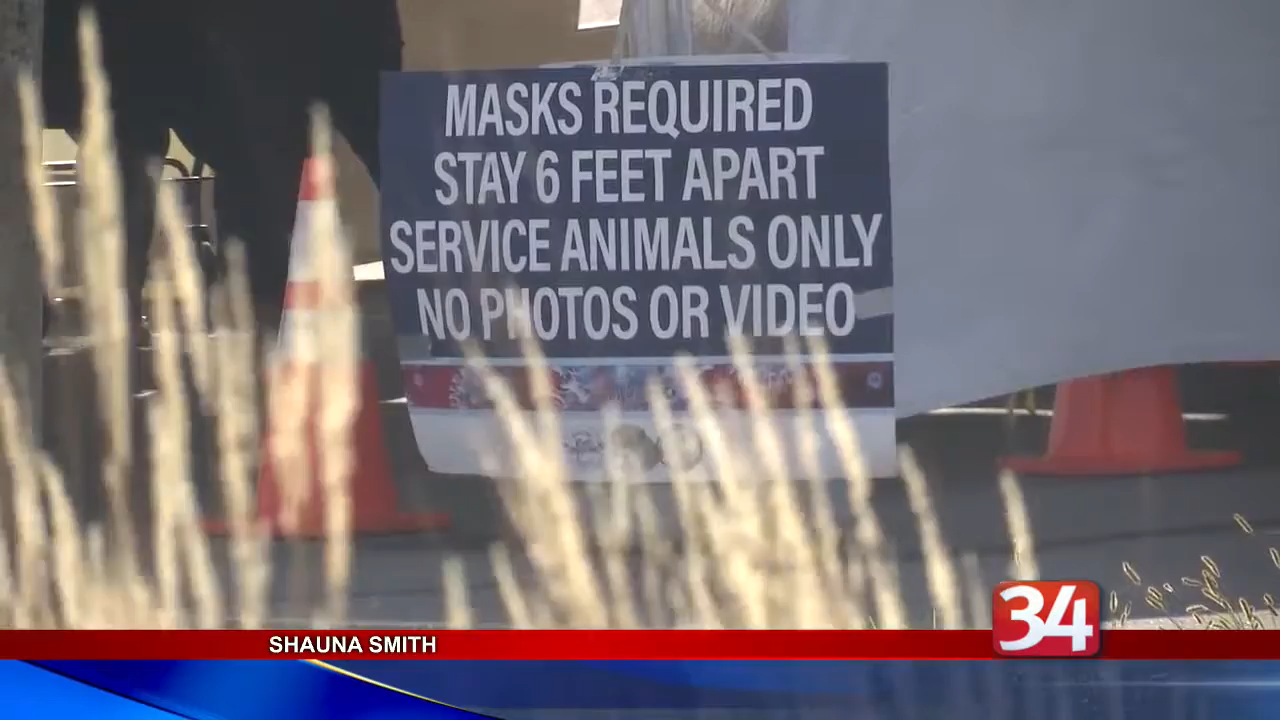 MASKS REQUIRED
STAY 6 FEET APART
SERVICE ANIMALS ONLY
NO PHOTOS OR VIDEO
34
SHAUNA SMITH